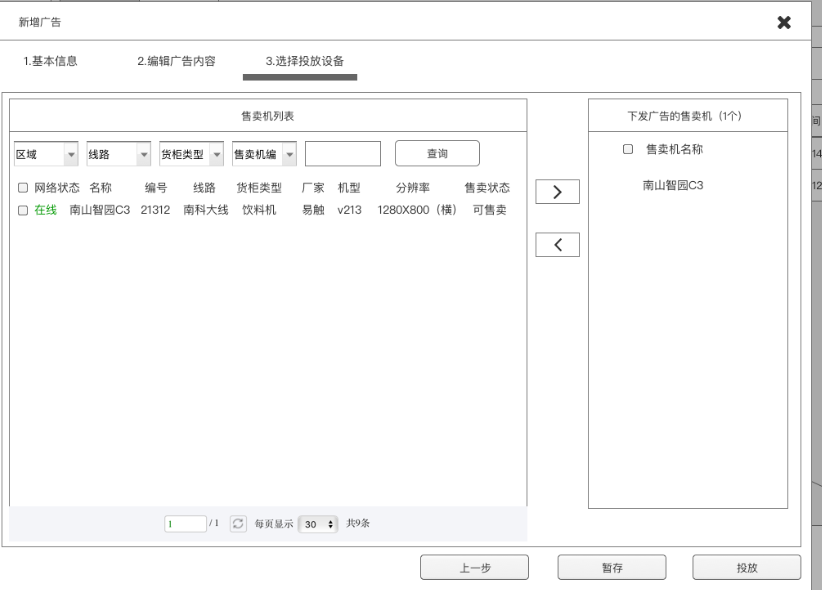 新增广告
1.基本信息 2.编辑广告内容 3.选择投放设备
售卖机列表
区域 线路 货柜类型 售卖机编 查询
网络状态 名称 编号 线路 货柜类型 厂家 机型 分辨率 售卖状态
在线 南山智园C3 21312 南科大线 饮料机 易触 v213 1280X800（横） 可售卖
1 / 1 每页显示 30 共9条
下发广告的售卖机（1个）
售卖机名称
南山智园C3
上一步 暂存 投放
间
14
12